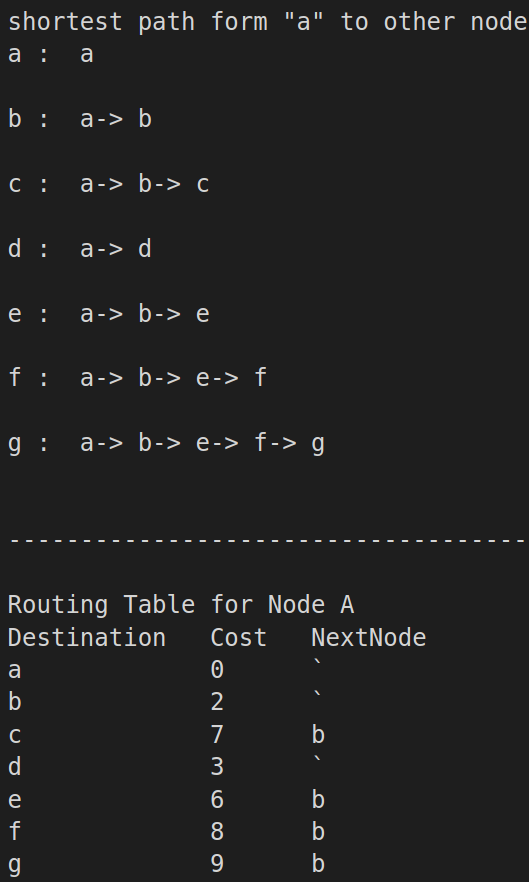 shortest path form "a" to other node
a :  a
b :  a-> b
c :  a-> b-> c
d :  a-> d
e :  a-> b-> e
f :  a-> b-> e-> f
g :  a-> b-> e-> f-> g
------------------------------------
Routing Table for Node A
Destination   Cost   NextNode
a             0      `
b             2      `
c             7      b
d             3      `
e             6      b
f             8      b
g             9      b